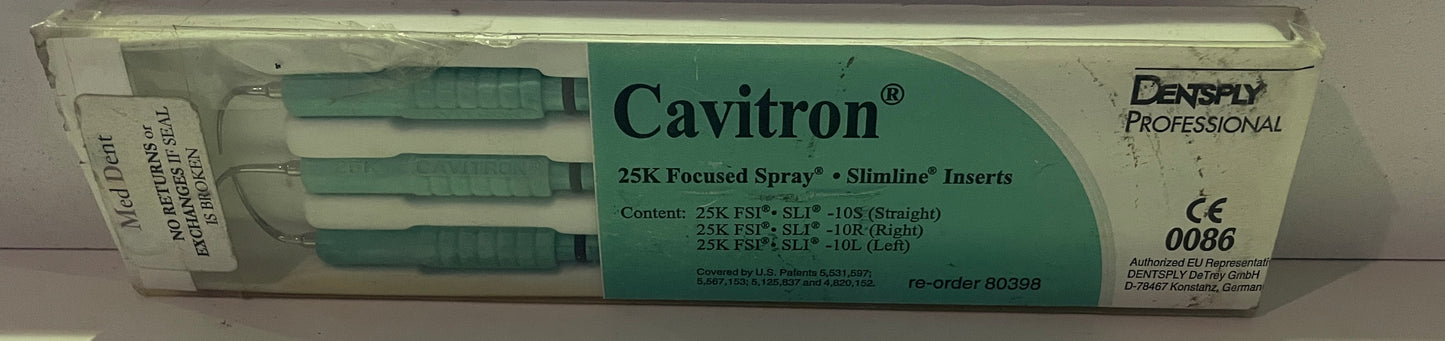 Med Dent
NO RETURNS or
EXCHANGES IF SEAL
IS BROKEN
25K CAVITRON
Cavitron®
25K Focused Spray® • Slimline® Inserts
Content: 25K FSI®• SLI® -10S (Straight)
25K FSI®• SLI® -10R (Right)
25K FSI®• SLI® -10L (Left)
Covered by U.S. Patents 5,531,597;
5,567,153; 5,125,837 and 4,820,152.
re-order 80398
DENTSPLY
PROFESSIONAL
CE
0086
Authorized EU Representati
DENTSPLY DeTrey GmbH
D-78467 Konstanz, German